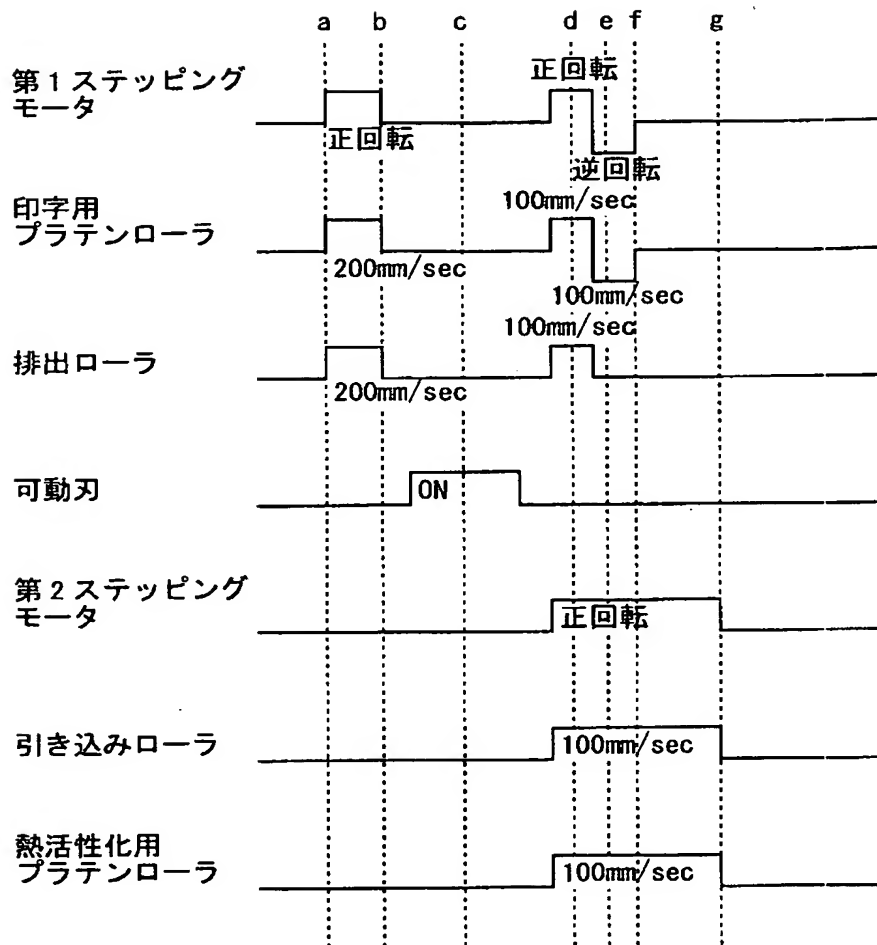 a b c d e f g
第1ステッピング
モータ
正回転
正回転
逆回転
印字用
プラテンローラ
100mm/sec
200mm/sec
100mm/sec
排出ローラ
100mm/sec
200mm/sec
可動刃
ON
第2ステッピング
モータ
正回転
引き込みローラ
100mm/sec
熱活性化用
プラテンローラ
100mm/sec